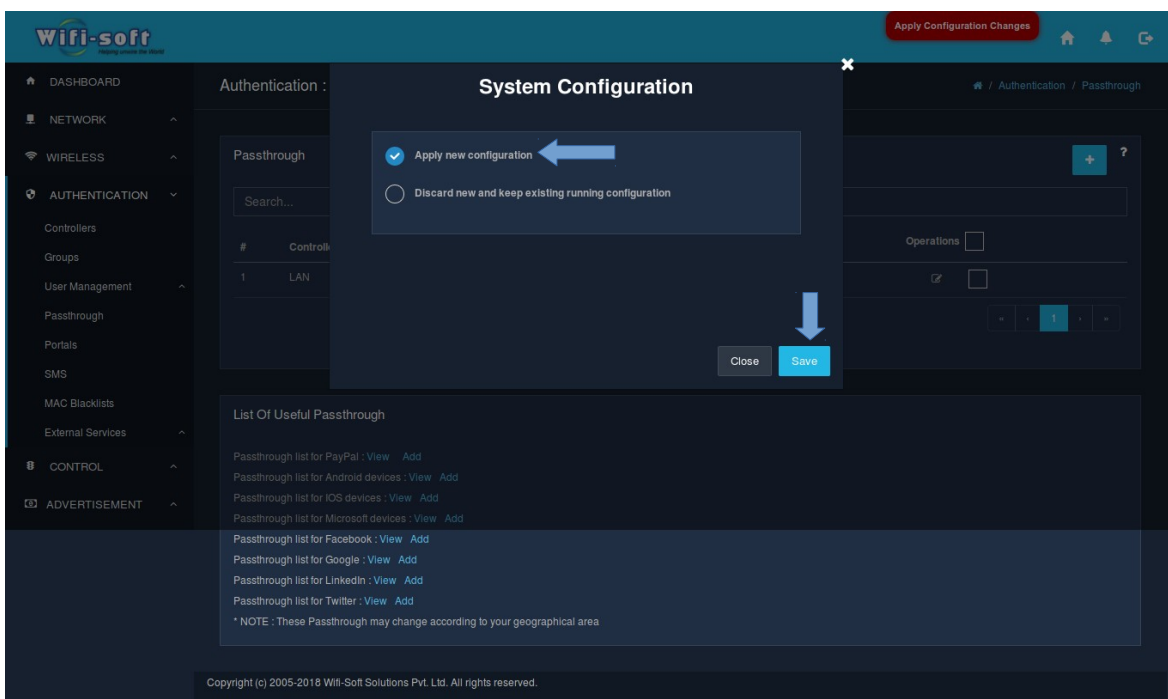 Wifi-soft
Apply Configuration Changes
DASHBOARD
NETWORK
WIRELESS
AUTHENTICATION
Controllers
Groups
User Management
Passthrough
Portals
SMS
MAC Blacklists
External Services
CONTROL
ADVERTISEMENT
Authentication :
/ Authentication / Passthrough
System Configuration
Apply new configuration
Discard new and keep existing running configuration
Close Save
Passthrough
+ ?
Search...
# Controlle Operations
1 LAN
« ‹ 1 › »
List Of Useful Passthrough
Passthrough list for PayPal : View Add
Passthrough list for Android devices : View Add
Passthrough list for IOS devices : View Add
Passthrough list for Microsoft devices : View Add
Passthrough list for Facebook : View Add
Passthrough list for Google : View Add
Passthrough list for LinkedIn : View Add
Passthrough list for Twitter : View Add
* NOTE : These Passthrough may change according to your geographical area
Copyright (c) 2005-2018 Wifi-Soft Solutions Pvt. Ltd. All rights reserved.